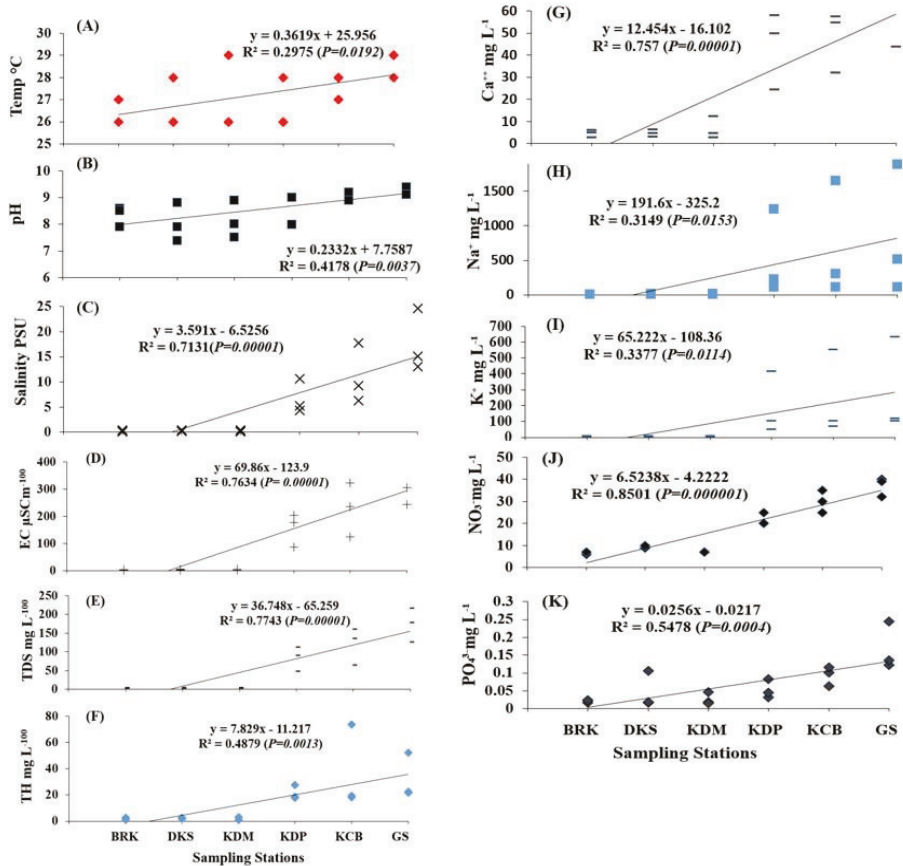 (A)
y = 0.3619x + 25.956
R² = 0.2975 (P=0.0192)
Temp °C
30
29
28
27
26
25
(B)
y = 0.2332x + 7.7587
R² = 0.4178 (P=0.0037)
pH
10
9
8
7
6
(C)
y = 3.591x - 6.5256
R² = 0.7131(P=0.00001)
Salinity PSU
25
20
15
10
5
0
(D)
y = 69.86x - 123.9
R² = 0.7634 (P= 0.00001)
EC µSCm⁻¹⁰⁰
400
300
200
100
0
(E)
y = 36.748x - 65.259
R² = 0.7743 (P=0.00001)
TDS mg L⁻¹⁰⁰
250
200
150
100
50
0
(F)
y = 7.829x - 11.217
R² = 0.4879 (P=0.0013)
TH mg L⁻¹⁰⁰
80
60
40
20
0
BRK DKS KDM KDP KCB GS
Sampling Stations
(G)
y = 12.454x - 16.102
R² = 0.757 (P=0.00001)
Ca⁺⁺ mg L⁻¹
60
50
40
30
20
10
0
(H)
y = 191.6x - 325.2
R² = 0.3149 (P=0.0153)
Na⁺ mg L⁻¹
1500
1000
500
0
(I)
y = 65.222x - 108.36
R² = 0.3377 (P=0.0114)
K⁺ mg L⁻¹
700
600
500
400
300
200
100
0
(J)
y = 6.5238x - 4.2222
R² = 0.8501 (P=0.000001)
NO₃⁻mg L⁻¹
50
40
30
20
10
0
(K)
y = 0.0256x - 0.0217
R² = 0.5478 (P=0.0004)
PO₄³⁻mg L⁻¹
0.3
0.25
0.2
0.15
0.1
0.05
0
BRK DKS KDM KDP KCB GS
Sampling Stations